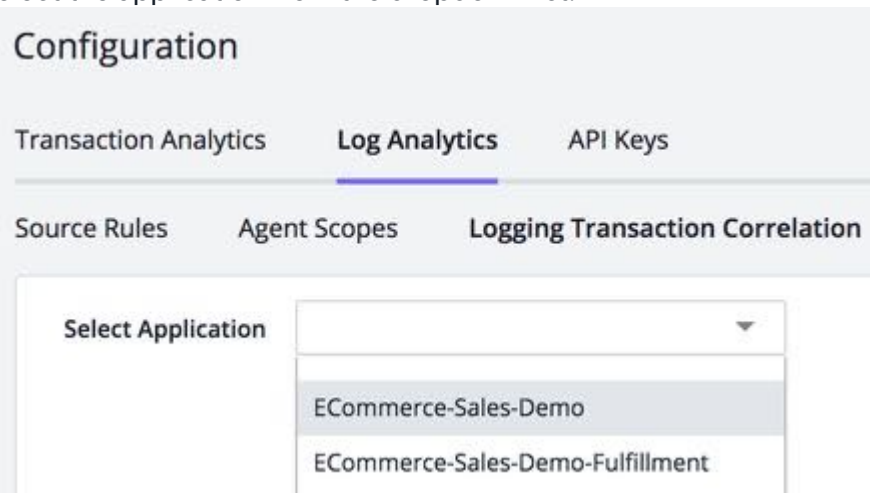 Configuration
Transaction Analytics Log Analytics API Keys
Source Rules Agent Scopes Logging Transaction Correlation
Select Application
ECommerce-Sales-Demo
ECommerce-Sales-Demo-Fulfillment